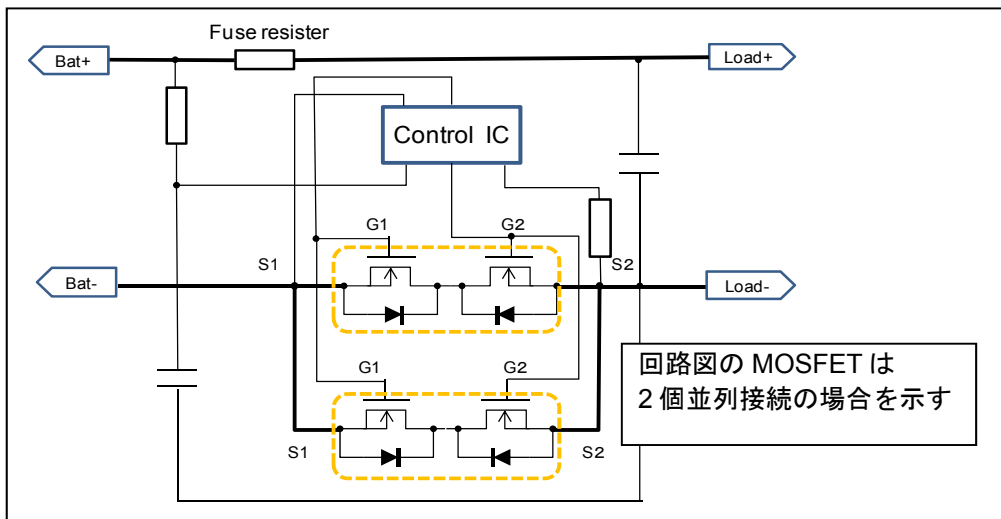 Fuse resister
Bat+
Load+
Control IC
G1
G2
S1
S2
Bat-
Load-
G1
G2
回路図の MOSFET は
2 個並列接続の場合を示す
S1
S2